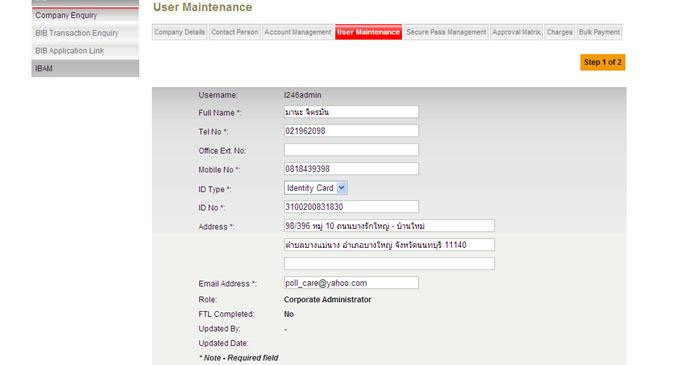 User Maintenance
Company Enquiry
BIB Transaction Enquiry
BIB Application Link
IBAM
Company Details Contact Person Account Management User Maintenance Secure Pass Management Approval Matrix Charges Bulk Payment
Step 1 of 2
Username: I246admin
Full Name *: มานะ จิตรมั่น
Tel No *: 021962098
Office Ext. No:
Mobile No *: 0818439398
ID Type *: Identity Card
ID No *: 3100200831830
Address *: 98/396 หมู่ 10 ถนนบางรักใหญ่ - บ้านใหม่
ตำบลบางแม่นาง อำเภอบางใหญ่ จังหวัดนนทบุรี 11140
Email Address *: poll_care@yahoo.com
Role: Corporate Administrator
FTL Completed: No
Updated By: -
Updated Date:
* Note - Required field